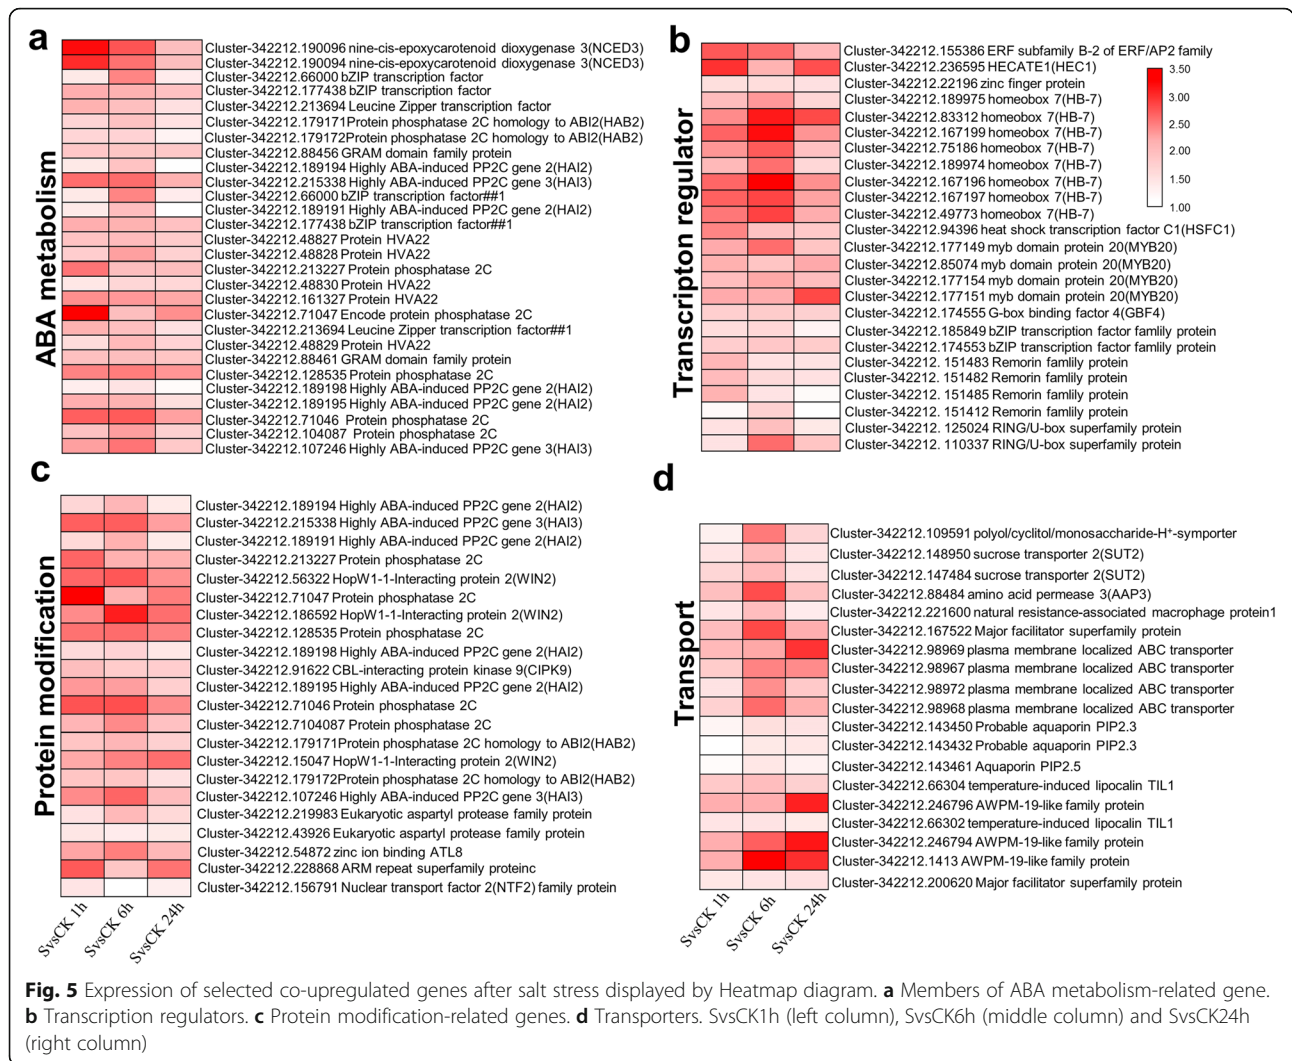 a
ABA metabolism
Cluster-342212.190096 nine-cis-epoxycarotenoid dioxygenase 3(NCED3)
Cluster-342212.190094 nine-cis-epoxycarotenoid dioxygenase 3(NCED3)
Cluster-342212.66000 bZIP transcription factor
Cluster-342212.177438 bZIP transcription factor
Cluster-342212.213694 Leucine Zipper transcription factor
Cluster-342212.179171Protein phosphatase 2C homology to ABI2(HAB2)
Cluster-342212.179172Protein phosphatase 2C homology to ABI2(HAB2)
Cluster-342212.88456 GRAM domain family protein
Cluster-342212.189194 Highly ABA-induced PP2C gene 2(HAI2)
Cluster-342212.215338 Highly ABA-induced PP2C gene 3(HAI3)
Cluster-342212.66000 bZIP transcription factor##1
Cluster-342212.189191 Highly ABA-induced PP2C gene 2(HAI2)
Cluster-342212.177438 bZIP transcription factor##1
Cluster-342212.48827 Protein HVA22
Cluster-342212.48828 Protein HVA22
Cluster-342212.213227 Protein phosphatase 2C
Cluster-342212.48830 Protein HVA22
Cluster-342212.161327 Protein HVA22
Cluster-342212.71047 Encode protein phosphatase 2C
Cluster-342212.213694 Leucine Zipper transcription factor##1
Cluster-342212.48829 Protein HVA22
Cluster-342212.88461 GRAM domain family protein
Cluster-342212.128535 Protein phosphatase 2C
Cluster-342212.189198 Highly ABA-induced PP2C gene 2(HAI2)
Cluster-342212.189195 Highly ABA-induced PP2C gene 2(HAI2)
Cluster-342212.71046 Protein phosphatase 2C
Cluster-342212.104087 Protein phosphatase 2C
Cluster-342212.107246 Highly ABA-induced PP2C gene 3(HAI3)
b
Transcripton regulator
Cluster-342212.155386 ERF subfamily B-2 of ERF/AP2 family
Cluster-342212.236595 HECATE1(HEC1)
Cluster-342212.22196 zinc finger protein
Cluster-342212.189975 homeobox 7(HB-7)
Cluster-342212.83312 homeobox 7(HB-7)
Cluster-342212.167199 homeobox 7(HB-7)
Cluster-342212.75186 homeobox 7(HB-7)
Cluster-342212.189974 homeobox 7(HB-7)
Cluster-342212.167196 homeobox 7(HB-7)
Cluster-342212.167197 homeobox 7(HB-7)
Cluster-342212.49773 homeobox 7(HB-7)
Cluster-342212.94396 heat shock transcription factor C1(HSFC1)
Cluster-342212.177149 myb domain protein 20(MYB20)
Cluster-342212.85074 myb domain protein 20(MYB20)
Cluster-342212.177154 myb domain protein 20(MYB20)
Cluster-342212.177151 myb domain protein 20(MYB20)
Cluster-342212.174555 G-box binding factor 4(GBF4)
Cluster-342212.185849 bZIP transcription factor famlily protein
Cluster-342212.174553 bZIP transcription factor famlily protein
Cluster-342212. 151483 Remorin famlily protein
Cluster-342212. 151482 Remorin famlily protein
Cluster-342212. 151485 Remorin famlily protein
Cluster-342212. 151412 Remorin famlily protein
Cluster-342212. 125024 RING/U-box superfamily protein
Cluster-342212. 110337 RING/U-box superfamily protein
3.50
3.00
2.50
2.00
1.50
1.00
c
Protein modification
Cluster-342212.189194 Highly ABA-induced PP2C gene 2(HAI2)
Cluster-342212.215338 Highly ABA-induced PP2C gene 3(HAI3)
Cluster-342212.189191 Highly ABA-induced PP2C gene 2(HAI2)
Cluster-342212.213227 Protein phosphatase 2C
Cluster-342212.56322 HopW1-1-Interacting protein 2(WIN2)
Cluster-342212.71047 Protein phosphatase 2C
Cluster-342212.186592 HopW1-1-Interacting protein 2(WIN2)
Cluster-342212.128535 Protein phosphatase 2C
Cluster-342212.189198 Highly ABA-induced PP2C gene 2(HAI2)
Cluster-342212.91622 CBL-interacting protein kinase 9(CIPK9)
Cluster-342212.189195 Highly ABA-induced PP2C gene 2(HAI2)
Cluster-342212.71046 Protein phosphatase 2C
Cluster-342212.7104087 Protein phosphatase 2C
Cluster-342212.179171Protein phosphatase 2C homology to ABI2(HAB2)
Cluster-342212.15047 HopW1-1-Interacting protein 2(WIN2)
Cluster-342212.179172Protein phosphatase 2C homology to ABI2(HAB2)
Cluster-342212.107246 Highly ABA-induced PP2C gene 3(HAI3)
Cluster-342212.219983 Eukaryotic aspartyl protease family protein
Cluster-342212.43926 Eukaryotic aspartyl protease family protein
Cluster-342212.54872 zinc ion binding ATL8
Cluster-342212.228868 ARM repeat superfamily proteinc
Cluster-342212.156791 Nuclear transport factor 2(NTF2) family protein
SvsCK 1h
SvsCK 6h
SvsCK 24h
d
Transport
Cluster-342212.109591 polyol/cyclitol/monosaccharide-H⁺-symporter
Cluster-342212.148950 sucrose transporter 2(SUT2)
Cluster-342212.147484 sucrose transporter 2(SUT2)
Cluster-342212.88484 amino acid permease 3(AAP3)
Cluster-342212.221600 natural resistance-associated macrophage protein1
Cluster-342212.167522 Major facilitator superfamily protein
Cluster-342212.98969 plasma membrane localized ABC transporter
Cluster-342212.98967 plasma membrane localized ABC transporter
Cluster-342212.98972 plasma membrane localized ABC transporter
Cluster-342212.98968 plasma membrane localized ABC transporter
Cluster-342212.143450 Probable aquaporin PIP2.3
Cluster-342212.143432 Probable aquaporin PIP2.3
Cluster-342212.143461 Aquaporin PIP2.5
Cluster-342212.66304 temperature-induced lipocalin TIL1
Cluster-342212.246796 AWPM-19-like family protein
Cluster-342212.66302 temperature-induced lipocalin TIL1
Cluster-342212.246794 AWPM-19-like family protein
Cluster-342212.1413 AWPM-19-like family protein
Cluster-342212.200620 Major facilitator superfamily protein
SvsCK 1h
SvsCK 6h
SvsCK 24h
Fig. 5 Expression of selected co-upregulated genes after salt stress displayed by Heatmap diagram. a Members of ABA metabolism-related gene.
b Transcription regulators. c Protein modification-related genes. d Transporters. SvsCK1h (left column), SvsCK6h (middle column) and SvsCK24h
(right column)